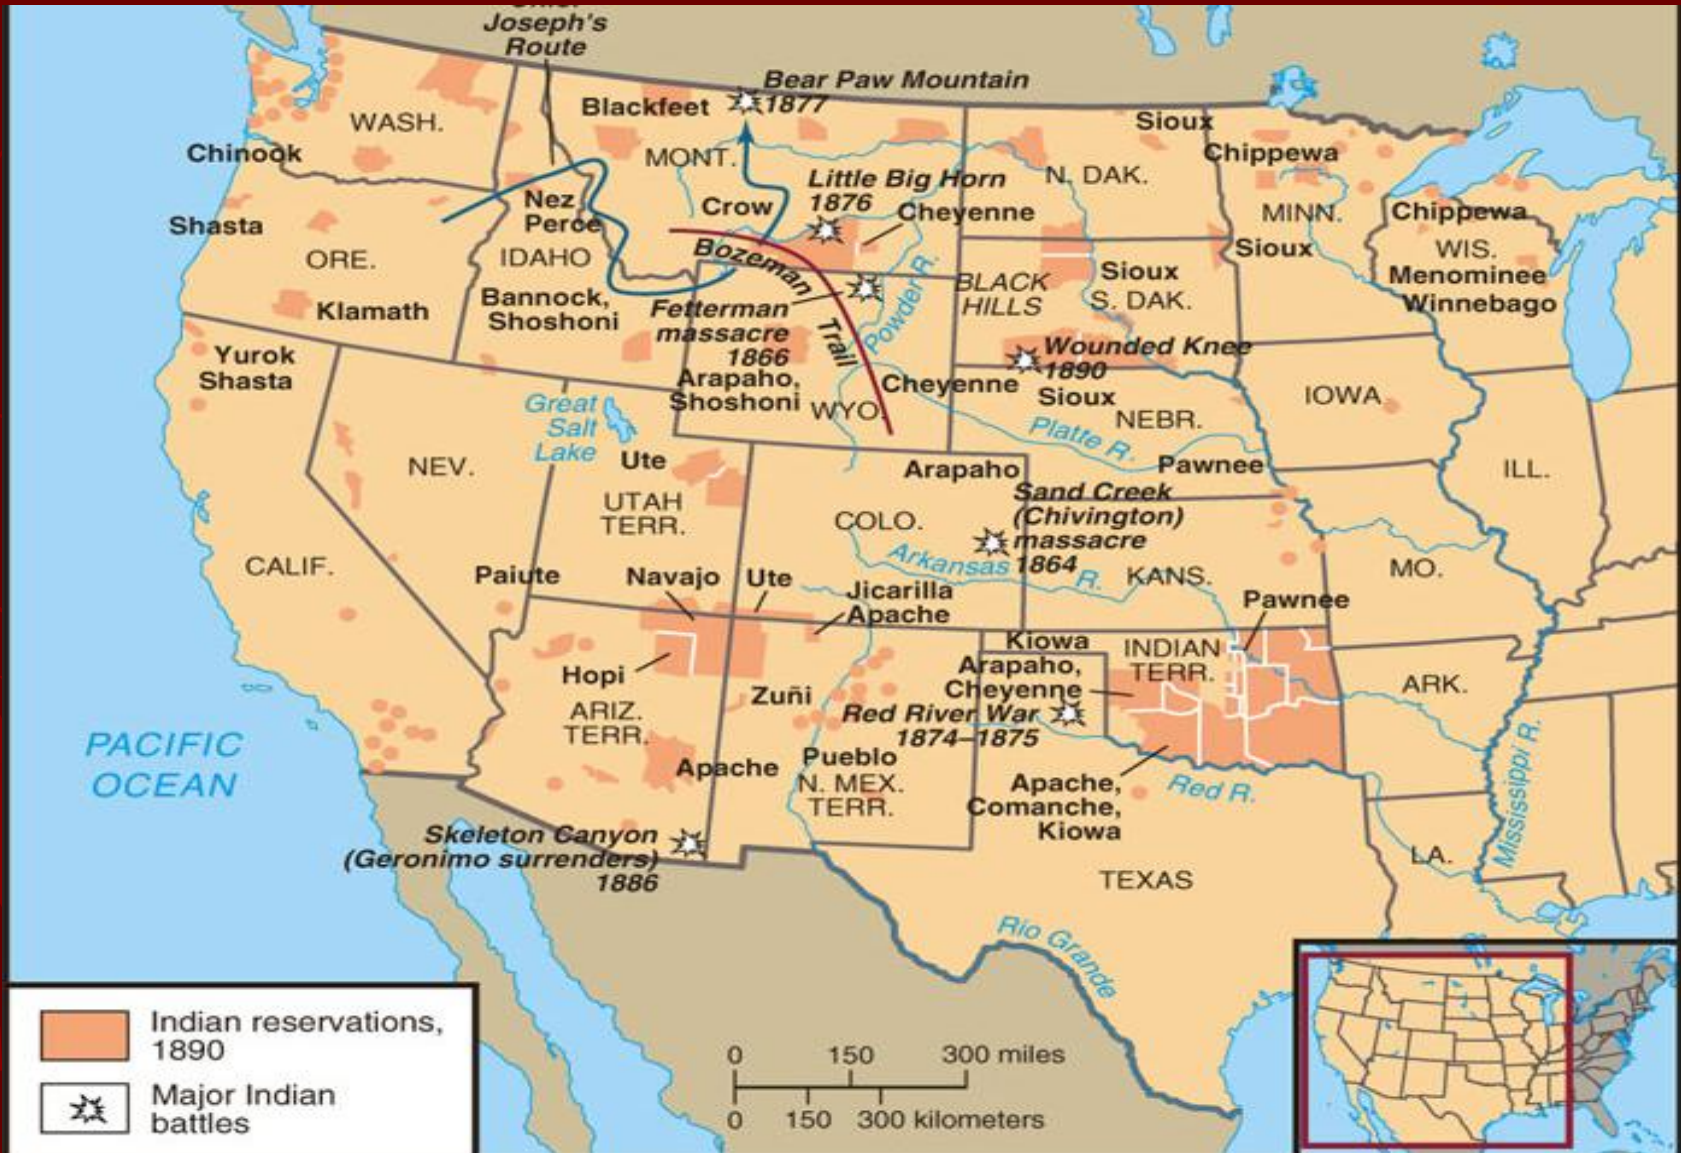 Joseph's
Route
Bear Paw Mountain
1877
Blackfeet
WASH.
Sioux
Chinook
MONT.
Chippewa
Little Big Horn
1876
N. DAK.
Nez
Perce
Crow
Cheyenne
MINN.
Chippewa
Shasta
Sioux
WIS.
Menominee
Winnebago
ORE.
IDAHO
Bozeman
Trail
BLACK
HILLS
Sioux
S. DAK.
Klamath
Bannock,
Shoshoni
Fetterman
massacre
1866
Powder R.
Yurok
Shasta
Wounded Knee
1890
Arapaho,
Shoshoni
WYO.
Cheyenne
Sioux
NEBR.
IOWA
Great
Salt
Lake
Platte R.
NEV.
Ute
UTAH
TERR.
Arapaho
Pawnee
ILL.
COLO.
Sand Creek
(Chivington)
massacre
1864
CALIF.
Arkansas
R.
KANS.
MO.
Paiute
Navajo
Ute
Jicarilla
Apache
Pawnee
Kiowa
INDIAN
TERR.
Hopi
Zuñi
Arapaho,
Cheyenne
ARK.
ARIZ.
TERR.
Red River War
1874–1875
PACIFIC
OCEAN
Apache
Pueblo
N. MEX.
TERR.
Apache,
Comanche,
Kiowa
Red R.
Mississippi R.
Skeleton Canyon
(Geronimo surrenders)
1886
LA.
TEXAS
Rio Grande
Indian reservations,
1890
Major Indian
battles
0 150 300 miles
0 150 300 kilometers